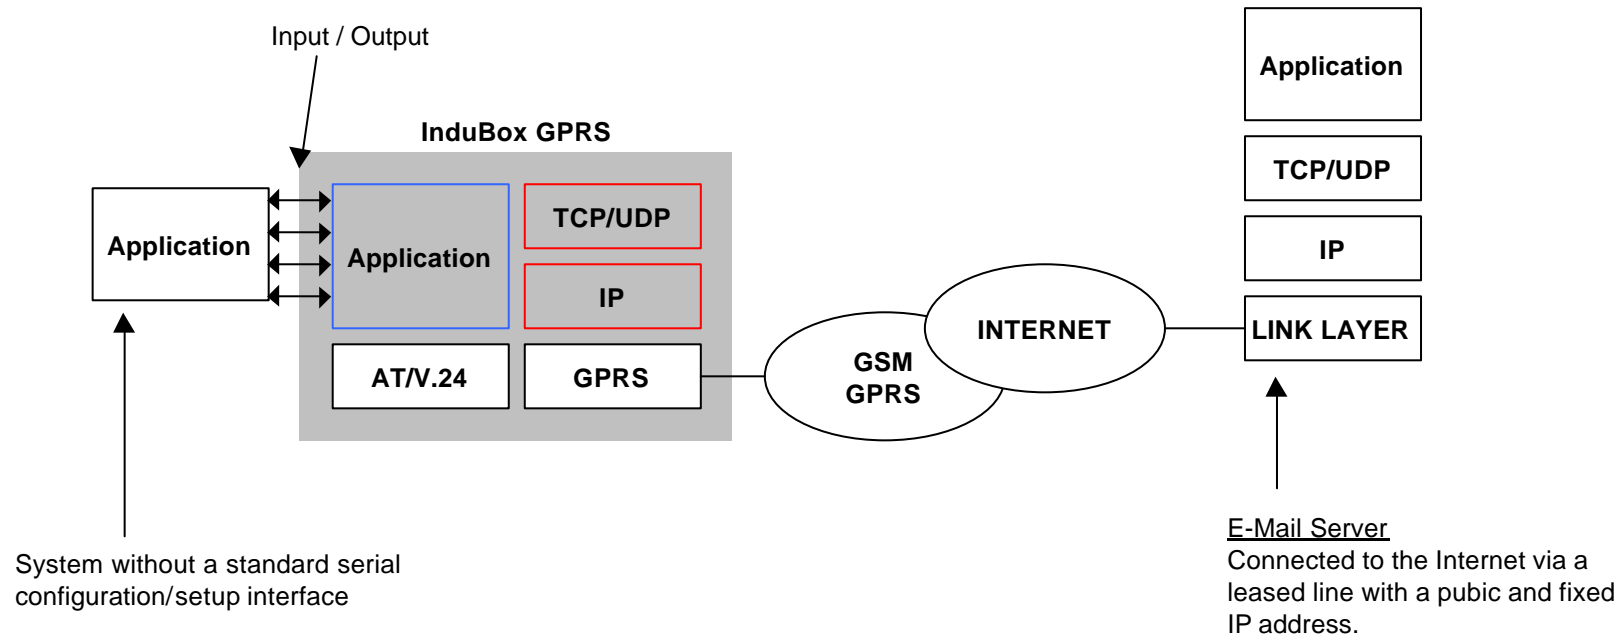 Input / Output
InduBox GPRS
Application
Application
TCP/UDP
IP
AT/V.24
GPRS
GSM
GPRS
INTERNET
Application
TCP/UDP
IP
LINK LAYER
System without a standard serial
configuration/setup interface
E-Mail Server
Connected to the Internet via a
leased line with a pubic and fixed
IP address.